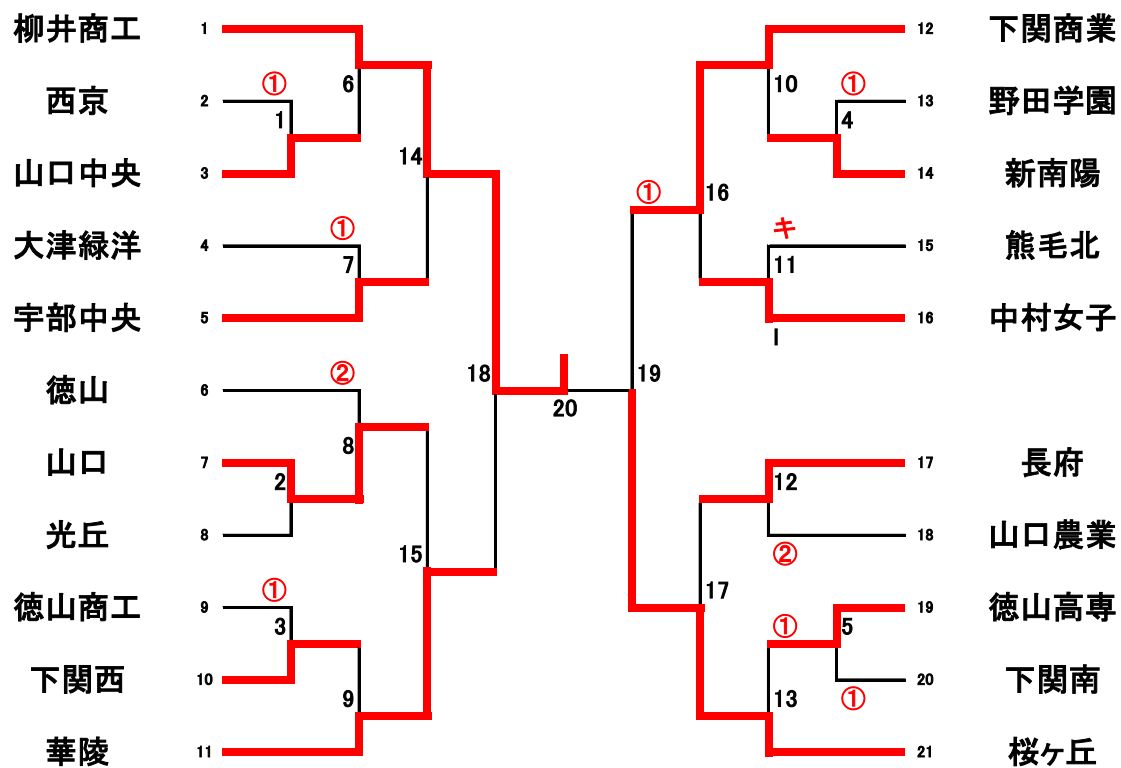 柳井商工 1 12 下関商業
6 10
西京 2 ① ① 13 野田学園
1 4
山口中央 3 14 14 新南陽
① 16
大津緑洋 4 ① キ 15 熊毛北
7 11
宇部中央 5 16 中村女子
徳山 6 ② 18 19
20
山口 7 8 17 長府
2 12
光丘 8 18 山口農業
15 ②
徳山商工 9 ① 17 19 徳山高専
3 ① 5
下関西 10 20 下関南
9 13 ①
華陵 11 21 桜ヶ丘